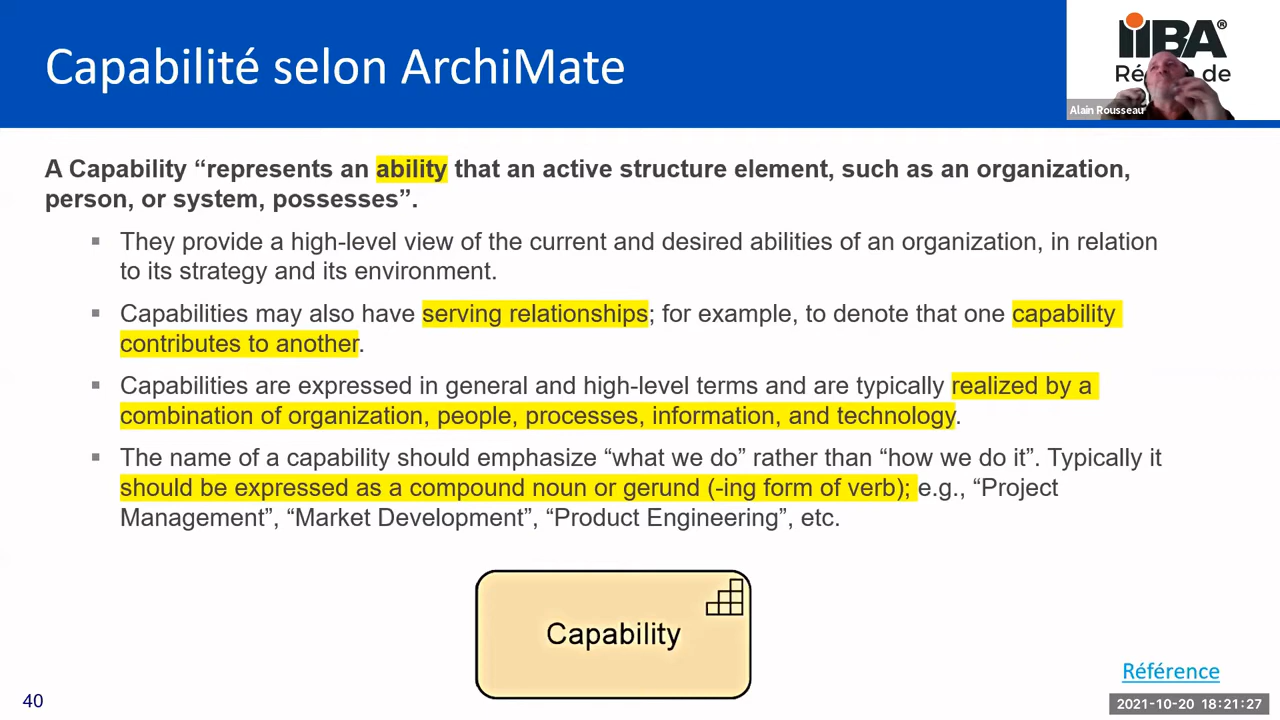 Capabilité selon ArchiMate
iiBA®
Ré
de
Alain Rousseau
A Capability “represents an ability that an active structure element, such as an organization,
person, or system, possesses”.
▪ They provide a high-level view of the current and desired abilities of an organization, in relation
to its strategy and its environment.
▪ Capabilities may also have serving relationships; for example, to denote that one capability
contributes to another.
▪ Capabilities are expressed in general and high-level terms and are typically realized by a
combination of organization, people, processes, information, and technology.
▪ The name of a capability should emphasize “what we do” rather than “how we do it”. Typically it
should be expressed as a compound noun or gerund (-ing form of verb); e.g., “Project
Management”, “Market Development”, “Product Engineering”, etc.
Capability
Référence
40
2021-10-20 18:21:27